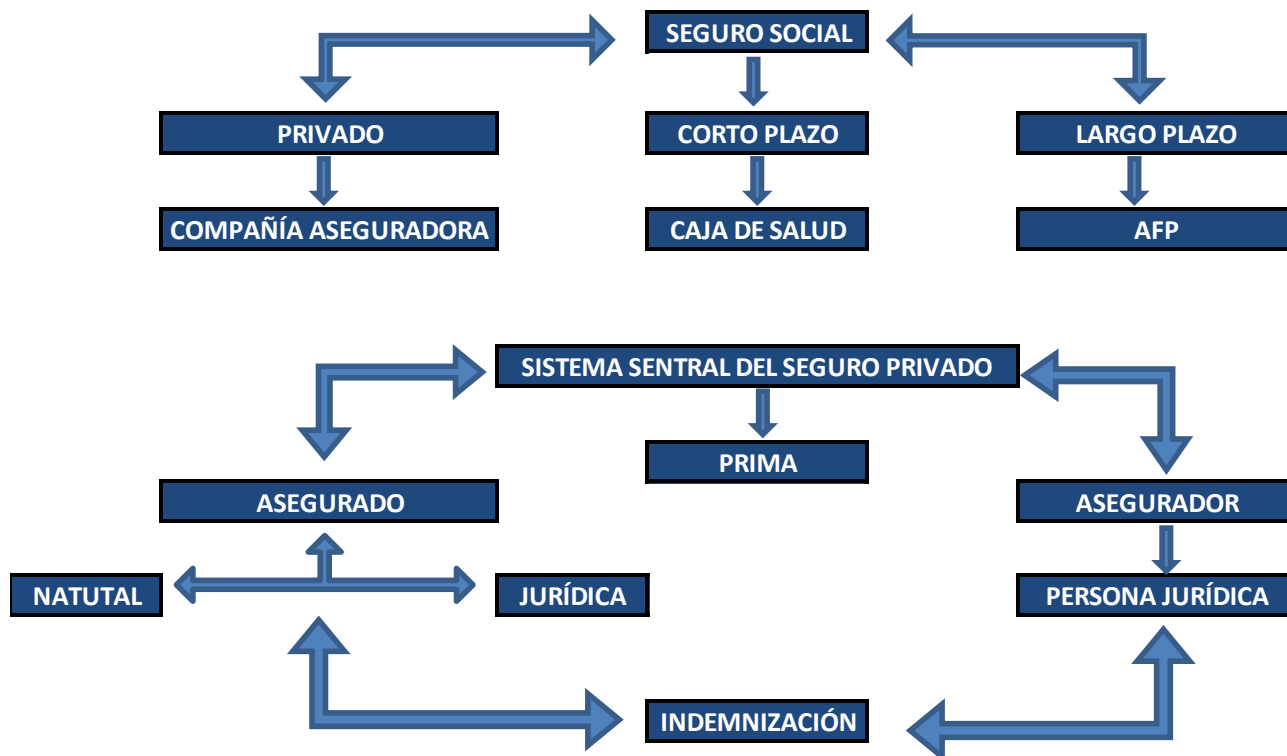 SEGURO SOCIAL
PRIVADO
CORTO PLAZO
LARGO PLAZO
COMPAÑÍA ASEGURADORA
CAJA DE SALUD
AFP
SISTEMA SENTRAL DEL SEGURO PRIVADO
PRIMA
ASEGURADO
ASEGURADOR
NATUTAL
JURÍDICA
PERSONA JURÍDICA
INDEMNIZACIÓN